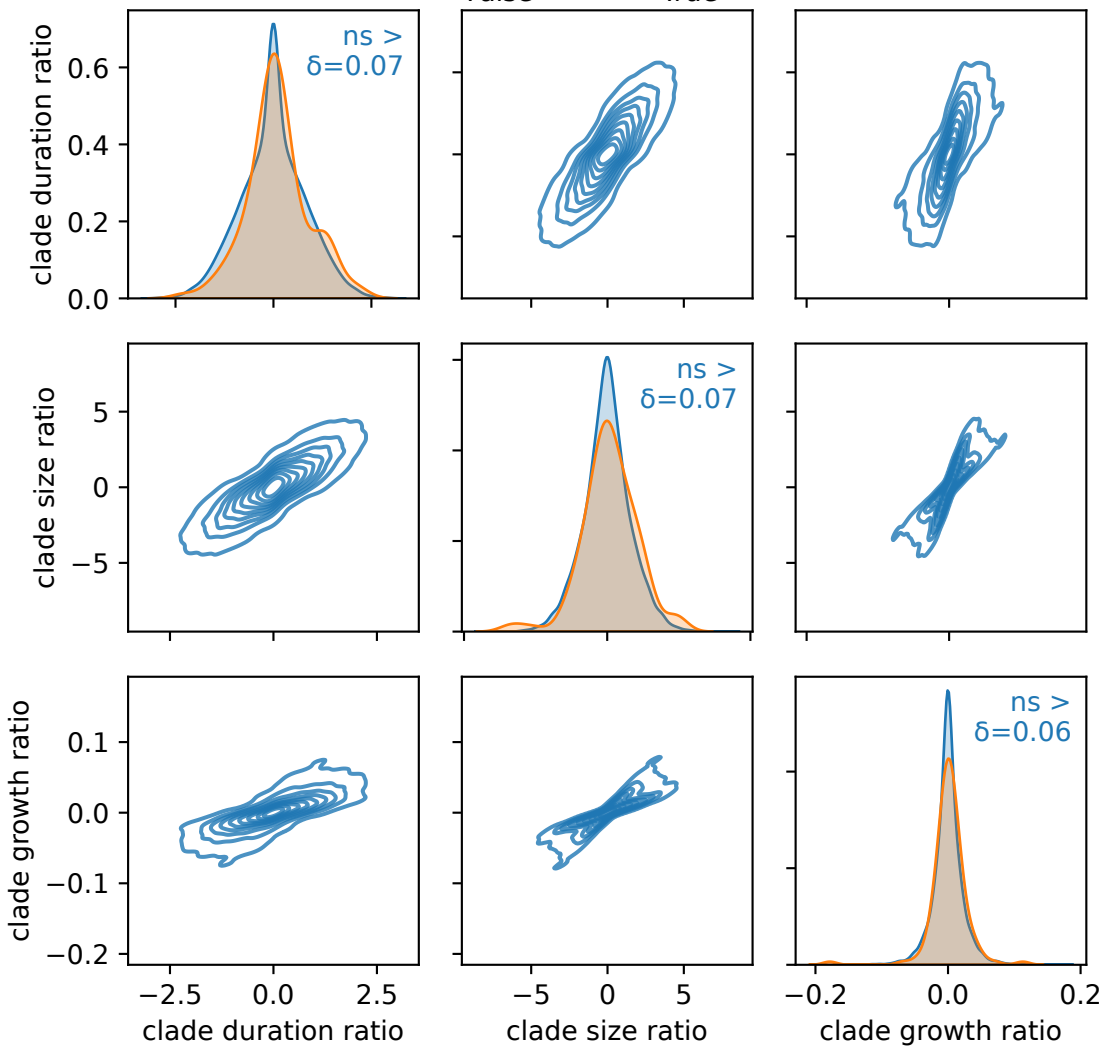 True
clade duration ratio
0.6
0.4
0.2
0.0
ns >
δ=0.07
clade size ratio
5
0
−5
ns >
δ=0.07
clade growth ratio
0.1
0.0
−0.1
−0.2
ns >
δ=0.06
−2.5 0.0 2.5
−5 0 5
−0.2 0.0 0.2
clade duration ratio
clade size ratio
clade growth ratio